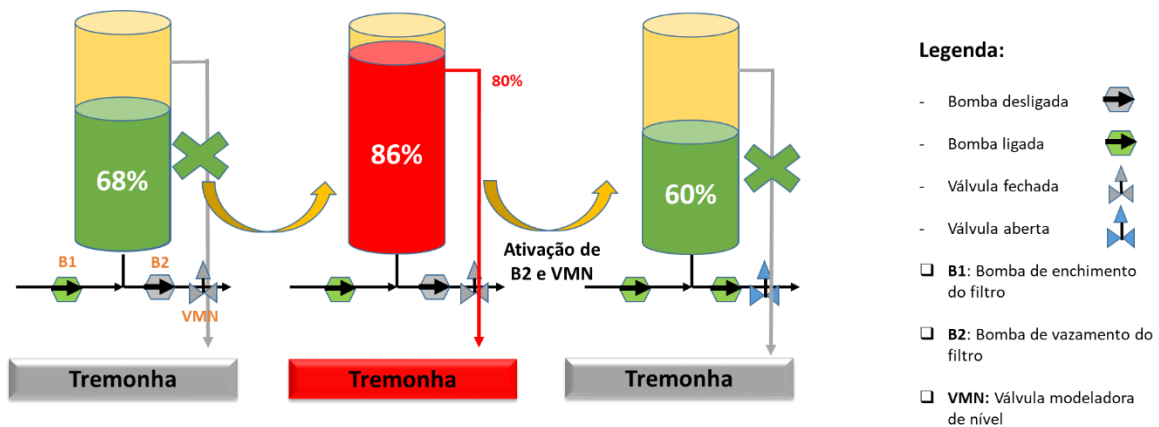 68%
B1
B2
VMN
Tremonha
86%
80%
Ativação de
B2 e VMN
Tremonha
60%
Tremonha
Legenda:
- Bomba desligada
- Bomba ligada
- Válvula fechada
- Válvula aberta
❑ B1: Bomba de enchimento
do filtro
❑ B2: Bomba de vazamento do
filtro
❑ VMN: Válvula modeladora
de nível